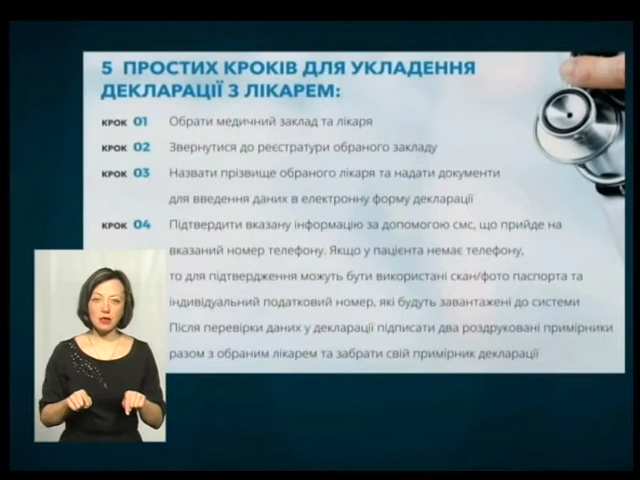 5 ПРОСТИХ КРОКІВ ДЛЯ УКЛАДЕННЯ
ДЕКЛАРАЦІЇ З ЛІКАРЕМ:
КРОК 01 Обрати медичний заклад та лікаря
КРОК 02 Звернутися до реєстратури обраного закладу
КРОК 03 Назвати прізвище обраного лікаря та надати документи
для введення даних в електронну форму декларації
КРОК 04 Підтвердити вказану інформацію за допомогою смс, що прийде на
вказаний номер телефону. Якщо у пацієнта немає телефону,
то для підтвердження можуть бути використані скан/фото паспорта та
індивідуальний податковий номер, які будуть завантажені до системи
Після перевірки даних у декларації підписати два роздруковані примірники
разом з обраним лікарем та забрати свій примірник декларації